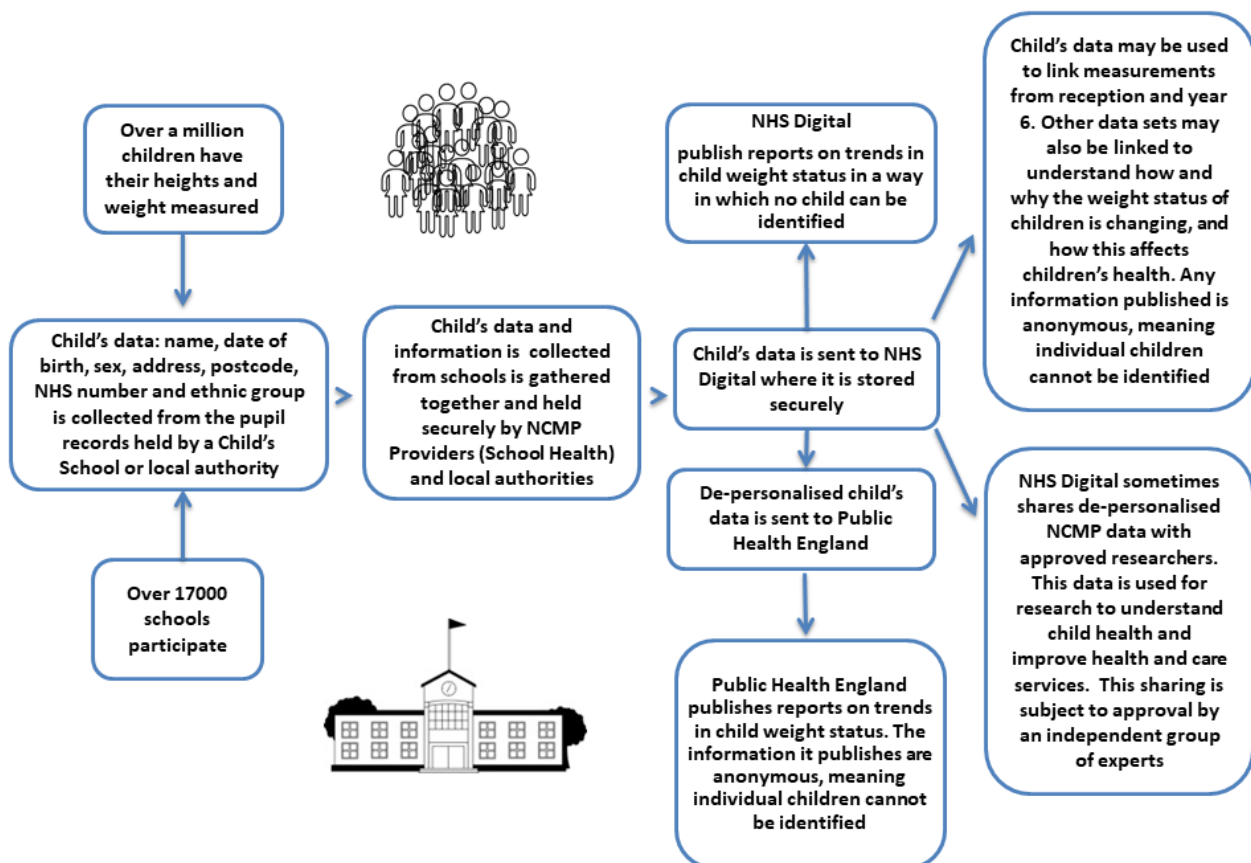 Over a million
children have
their heights and
weight measured
Child's data: name, date of
birth, sex, address, postcode,
NHS number and ethnic group
is collected from the pupil
records held by a Child's
School or local authority
Over 17000
schools
participate
Child's data and
information is collected
from schools is gathered
together and held
securely by NCMP
Providers (School Health)
and local authorities
NHS Digital
publish reports on trends in
child weight status in a way
in which no child can be
identified
Child's data is sent to NHS
Digital where it is stored
securely
De-personalised child's
data is sent to Public
Health England
Public Health England
publishes reports on trends
in child weight status. The
information it publishes are
anonymous, meaning
individual children cannot
be identified
Child's data may be used
to link measurements
from reception and year
6. Other data sets may
also be linked to
understand how and
why the weight status of
children is changing, and
how this affects
children's health. Any
information published is
anonymous, meaning
individual children
cannot be identified
NHS Digital sometimes
shares de-personalised
NCMP data with
approved researchers.
This data is used for
research to understand
child health and
improve health and care
services. This sharing is
subject to approval by
an independent group
of experts